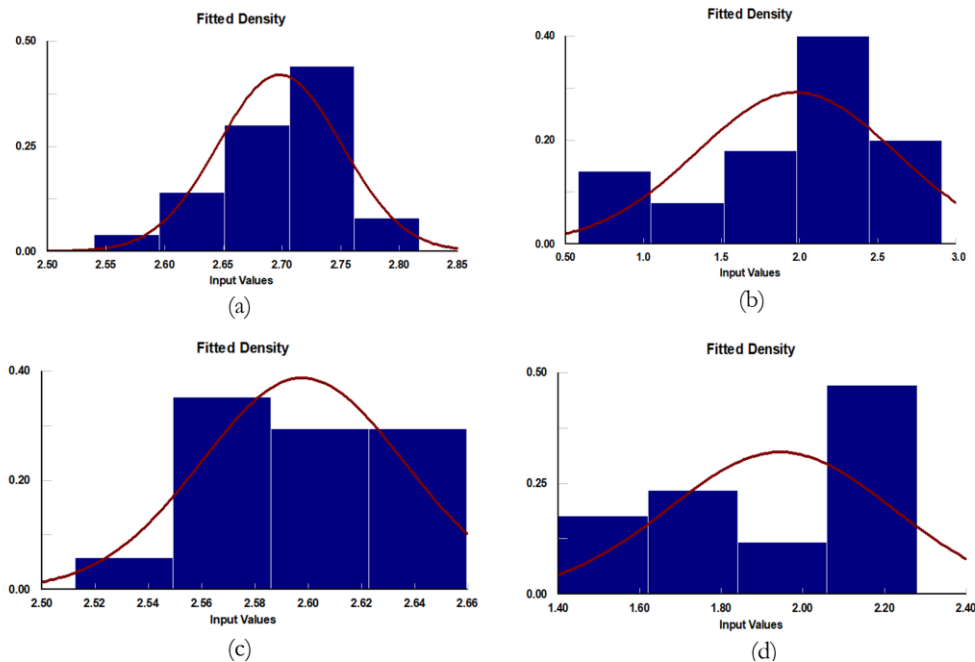 Fitted Density
0.50
0.25
0.00
2.50 2.55 2.60 2.65 2.70 2.75 2.80 2.85
Input Values
(a)
Fitted Density
0.40
0.20
0.00
0.50 1.0 1.5 2.0 2.5 3.0
Input Values
(b)
Fitted Density
0.40
0.20
0.00
2.50 2.52 2.54 2.56 2.58 2.60 2.62 2.64 2.66
Input Values
(c)
Fitted Density
0.50
0.25
0.00
1.40 1.60 1.80 2.00 2.20 2.40
Input Values
(d)